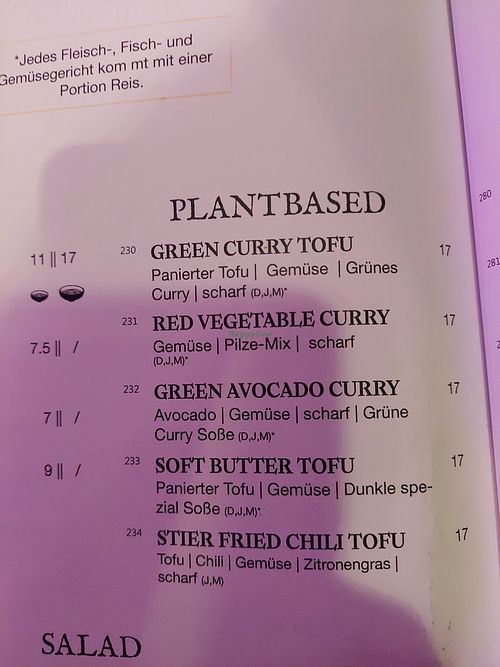 *Jedes Fleisch-, Fisch- und
Gemüsegericht kom mt mit einer
Portion Reis.
PLANTBASED
11 || 17
230 GREEN CURRY TOFU 17
Panierter Tofu | Gemüse | Grünes
Curry | scharf (D,J,M)*
231 RED VEGETABLE CURRY 17
7.5 || /
Gemüse | Pilze-Mix | scharf
(D,J,M)*
232 GREEN AVOCADO CURRY 17
7 || /
Avocado | Gemüse | scharf | Grüne
Curry Soße (D,J,M)*
9 || /
233 SOFT BUTTER TOFU 17
Panierter Tofu | Gemüse | Dunkle spe-
zial Soße (D,J,M)*
234 STIER FRIED CHILI TOFU 17
Tofu | Chili | Gemüse | Zitronengras |
scharf (J,M)
SALAD
280
281